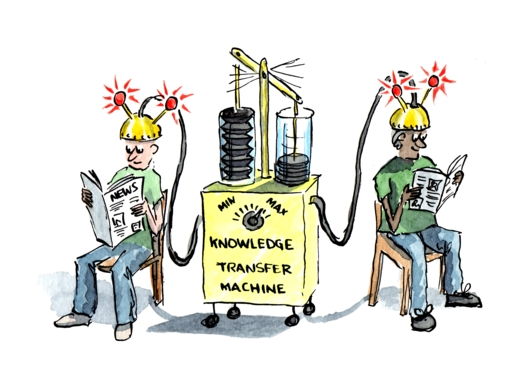 NEWS
MIN MAX
KNOWLEDGE
TRANSFER
MACHINE